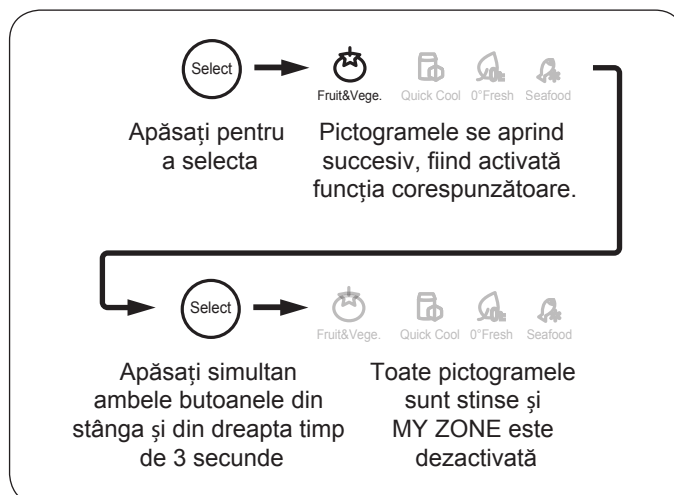 Select
Fruit&Vege. Quick Cool 0°Fresh Seafood
Apăsați pentru
a selecta
Pictogramele se aprind
succesiv, fiind activată
funcția corespunzătoare.
Select
Fruit&Vege. Quick Cool 0°Fresh Seafood
Apăsați simultan
ambele butoanele din
stânga și din dreapta timp
de 3 secunde
Toate pictogramele
sunt stinse și
MY ZONE este
dezactivată